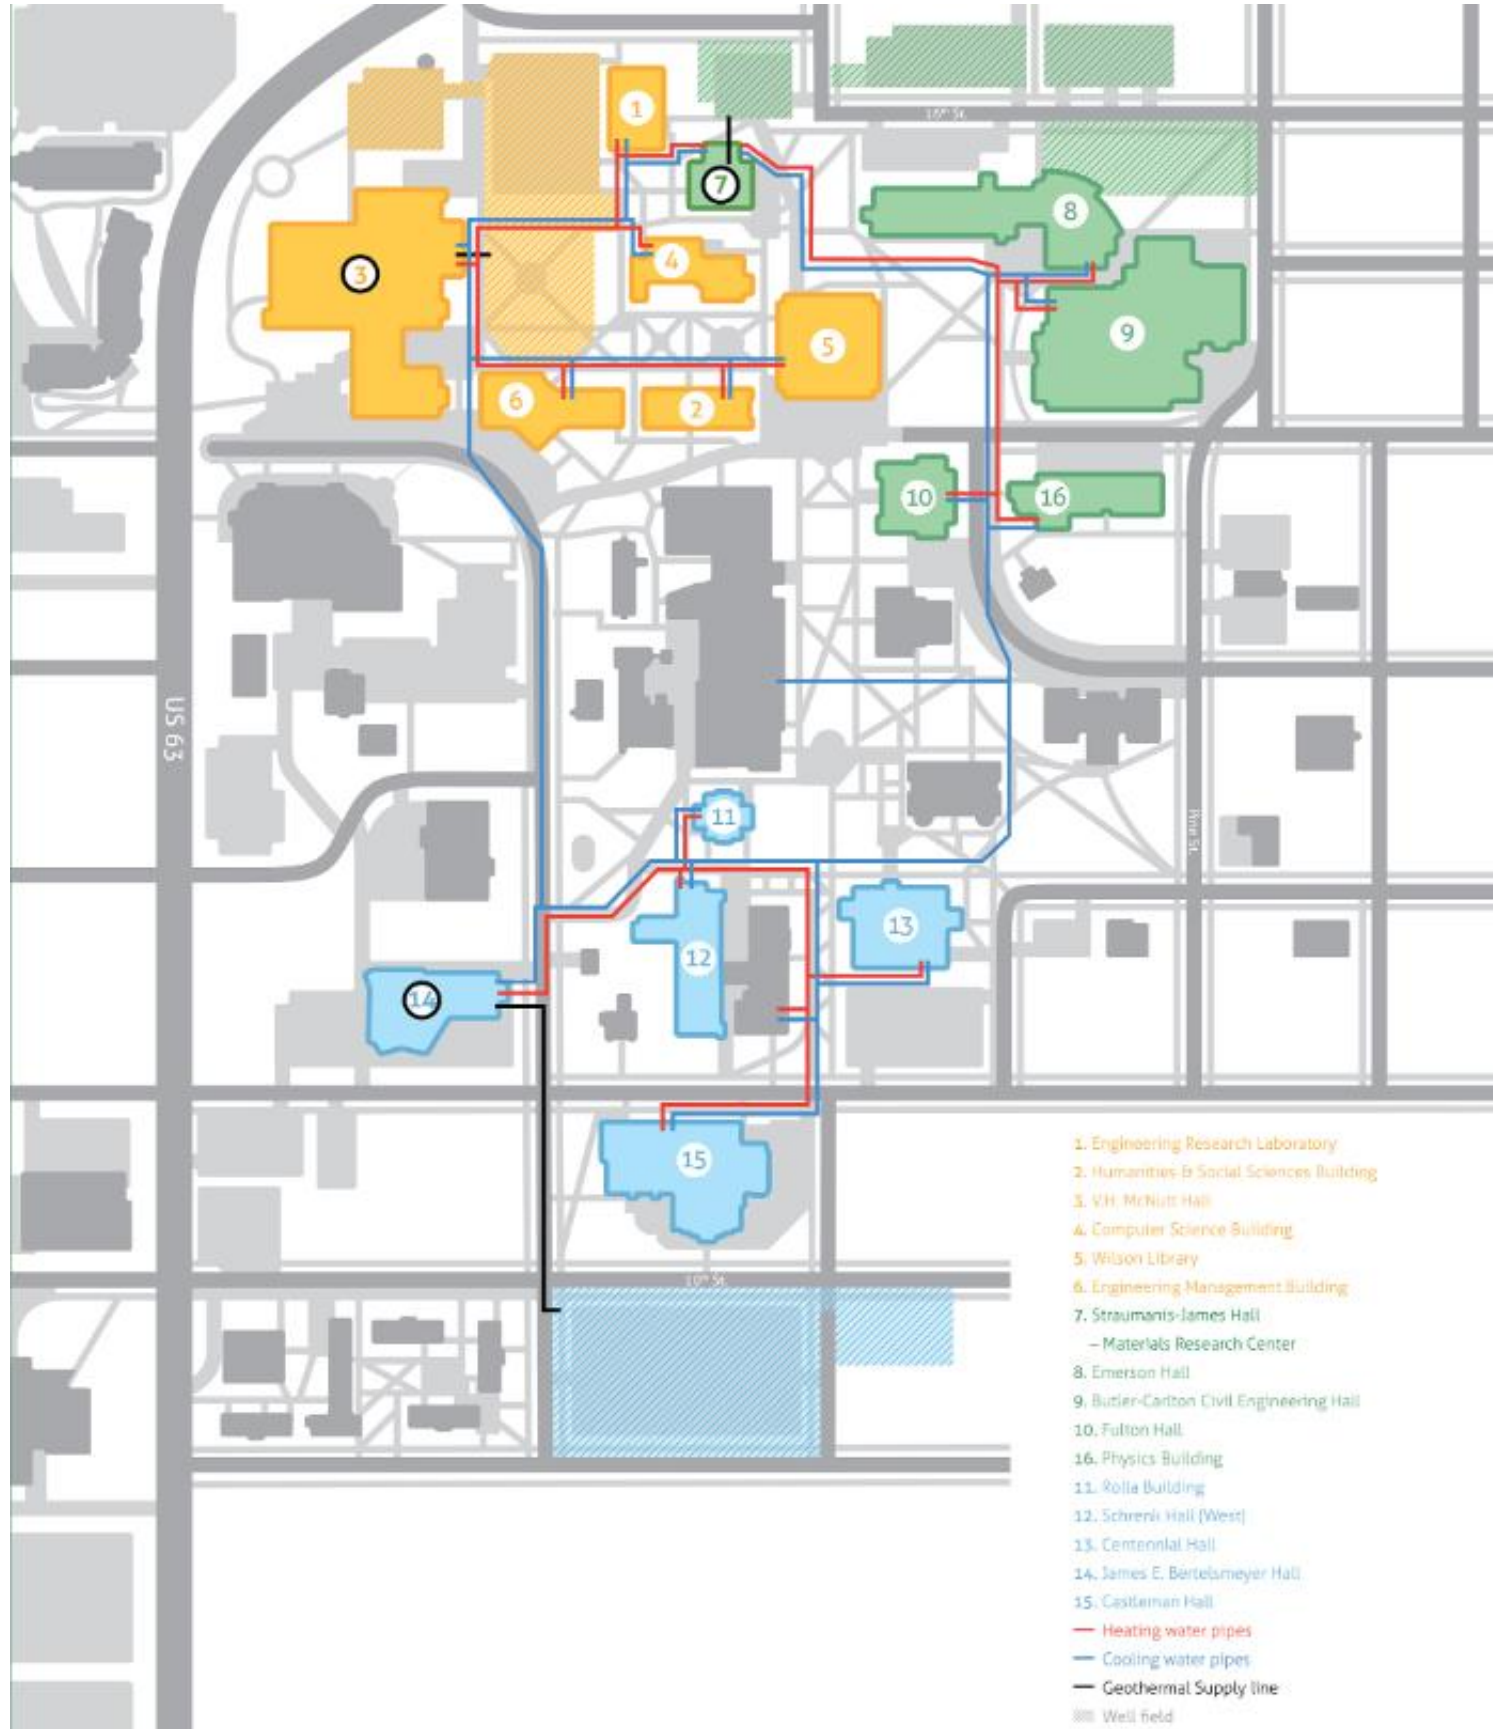 1
16th St.
7
8
3
4
5
9
6
2
10
16
US 63
11
Pine St.
13
12
14
15
10th St.
1. Engineering Research Laboratory
2. Humanities & Social Sciences Building
3. V.H. McNutt Hall
4. Computer Science Building
5. Wilson Library
6. Engineering Management Building
7. Straumanis-James Hall
– Materials Research Center
8. Emerson Hall
9. Butler-Carlton Civil Engineering Hall
10. Fulton Hall
16. Physics Building
11. Rolla Building
12. Schrenk Hall (West)
13. Centennial Hall
14. James E. Bertelsmeyer Hall
15. Castleman Hall
Heating water pipes
Cooling water pipes
Geothermal Supply line
Well field